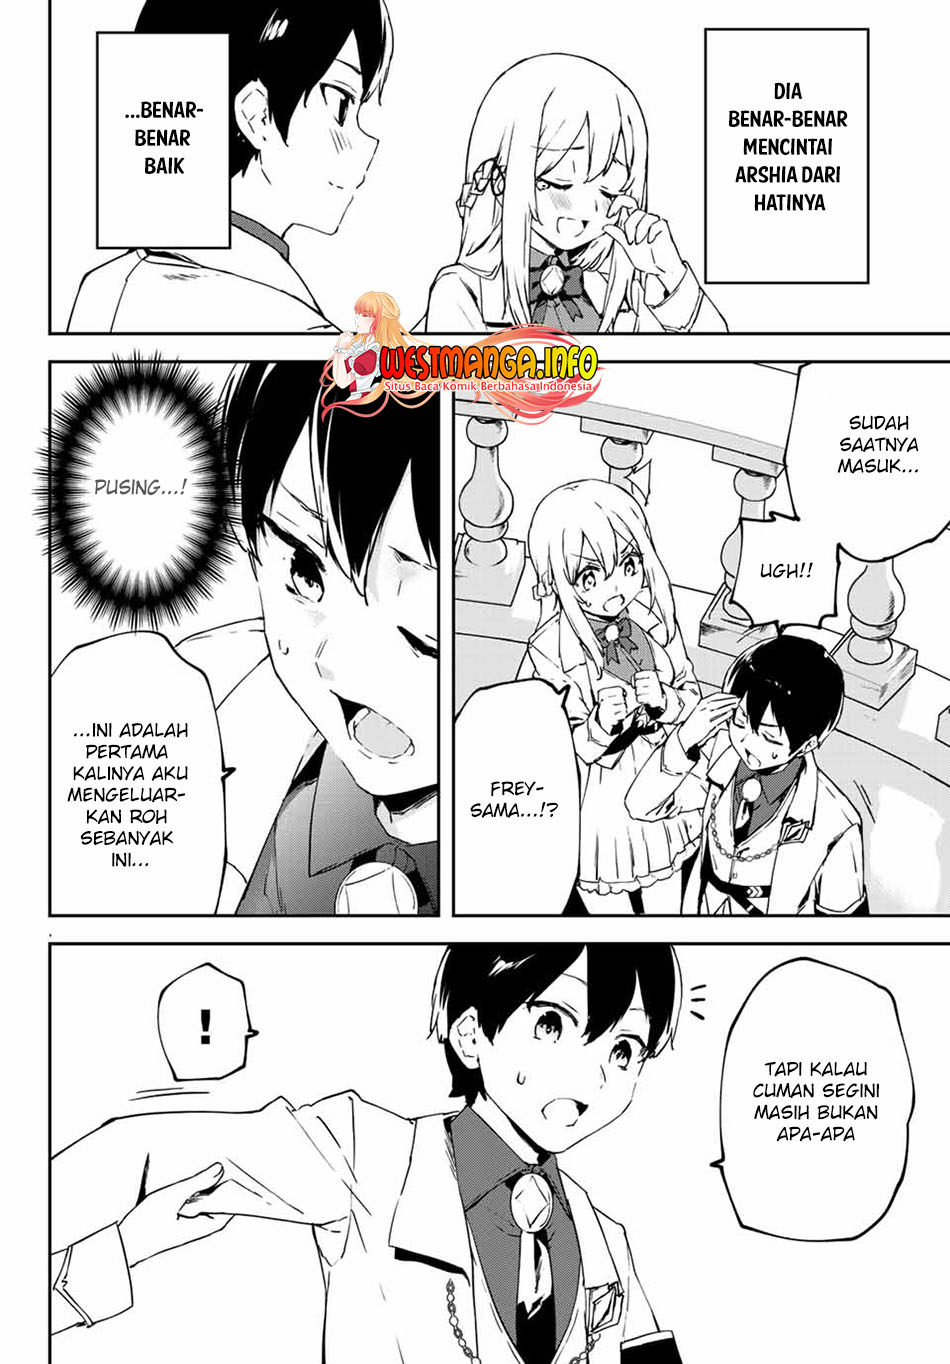 DIA
BENAR-BENAR
MENCINTAI
ARSHIA DARI
HATINYA
...BENAR-
BENAR
BAIK
WESTMANGA.INFO
Situs Baca Komik Berbahasa Indonesia
SUDAH
SAATNYA
MASUK...
UGH!!
FREY-
SAMA...!?
PUSING...!
...INI ADALAH
PERTAMA
KALINYA AKU
MENGELUAR-
KAN ROH
SEBANYAK
INI...
TAPI KALAU
CUMAN SEGINI
MASIH BUKAN
APA-APA
!